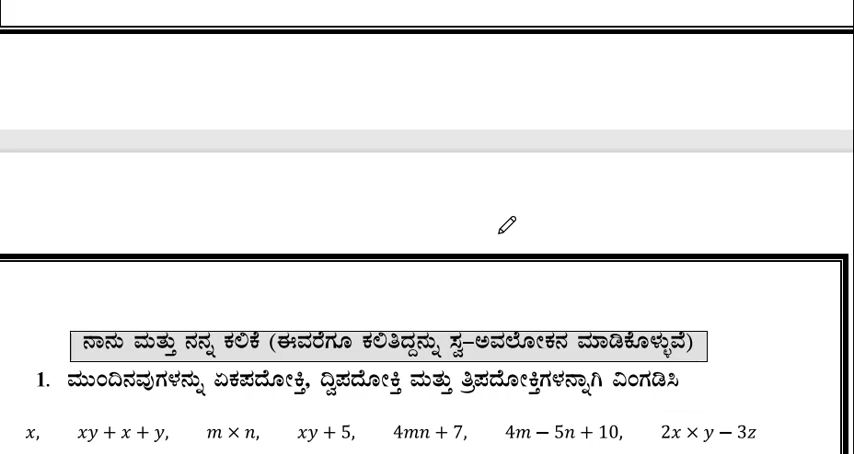 ನಾನು ಮತ್ತು ನನ್ನ ಕಲಿಕೆ (ಈವರೆಗೂ ಕಲಿತಿದ್ದನ್ನು ಸ್ವ-ಅವಲೋಕನ ಮಾಡಿಕೊಳ್ಳುವೆ)
1. ಮುಂದಿನವುಗಳನ್ನು ಏಕಪದೋಕ್ತಿ, ದ್ವಿಪದೋಕ್ತಿ ಮತ್ತು ತ್ರಿಪದೋಕ್ತಿಗಳನ್ನಾಗಿ ವಿಂಗಡಿಸಿ
x, xy + x + y, m × n, xy + 5, 4mn + 7, 4m − 5n + 10, 2x × y − 3z